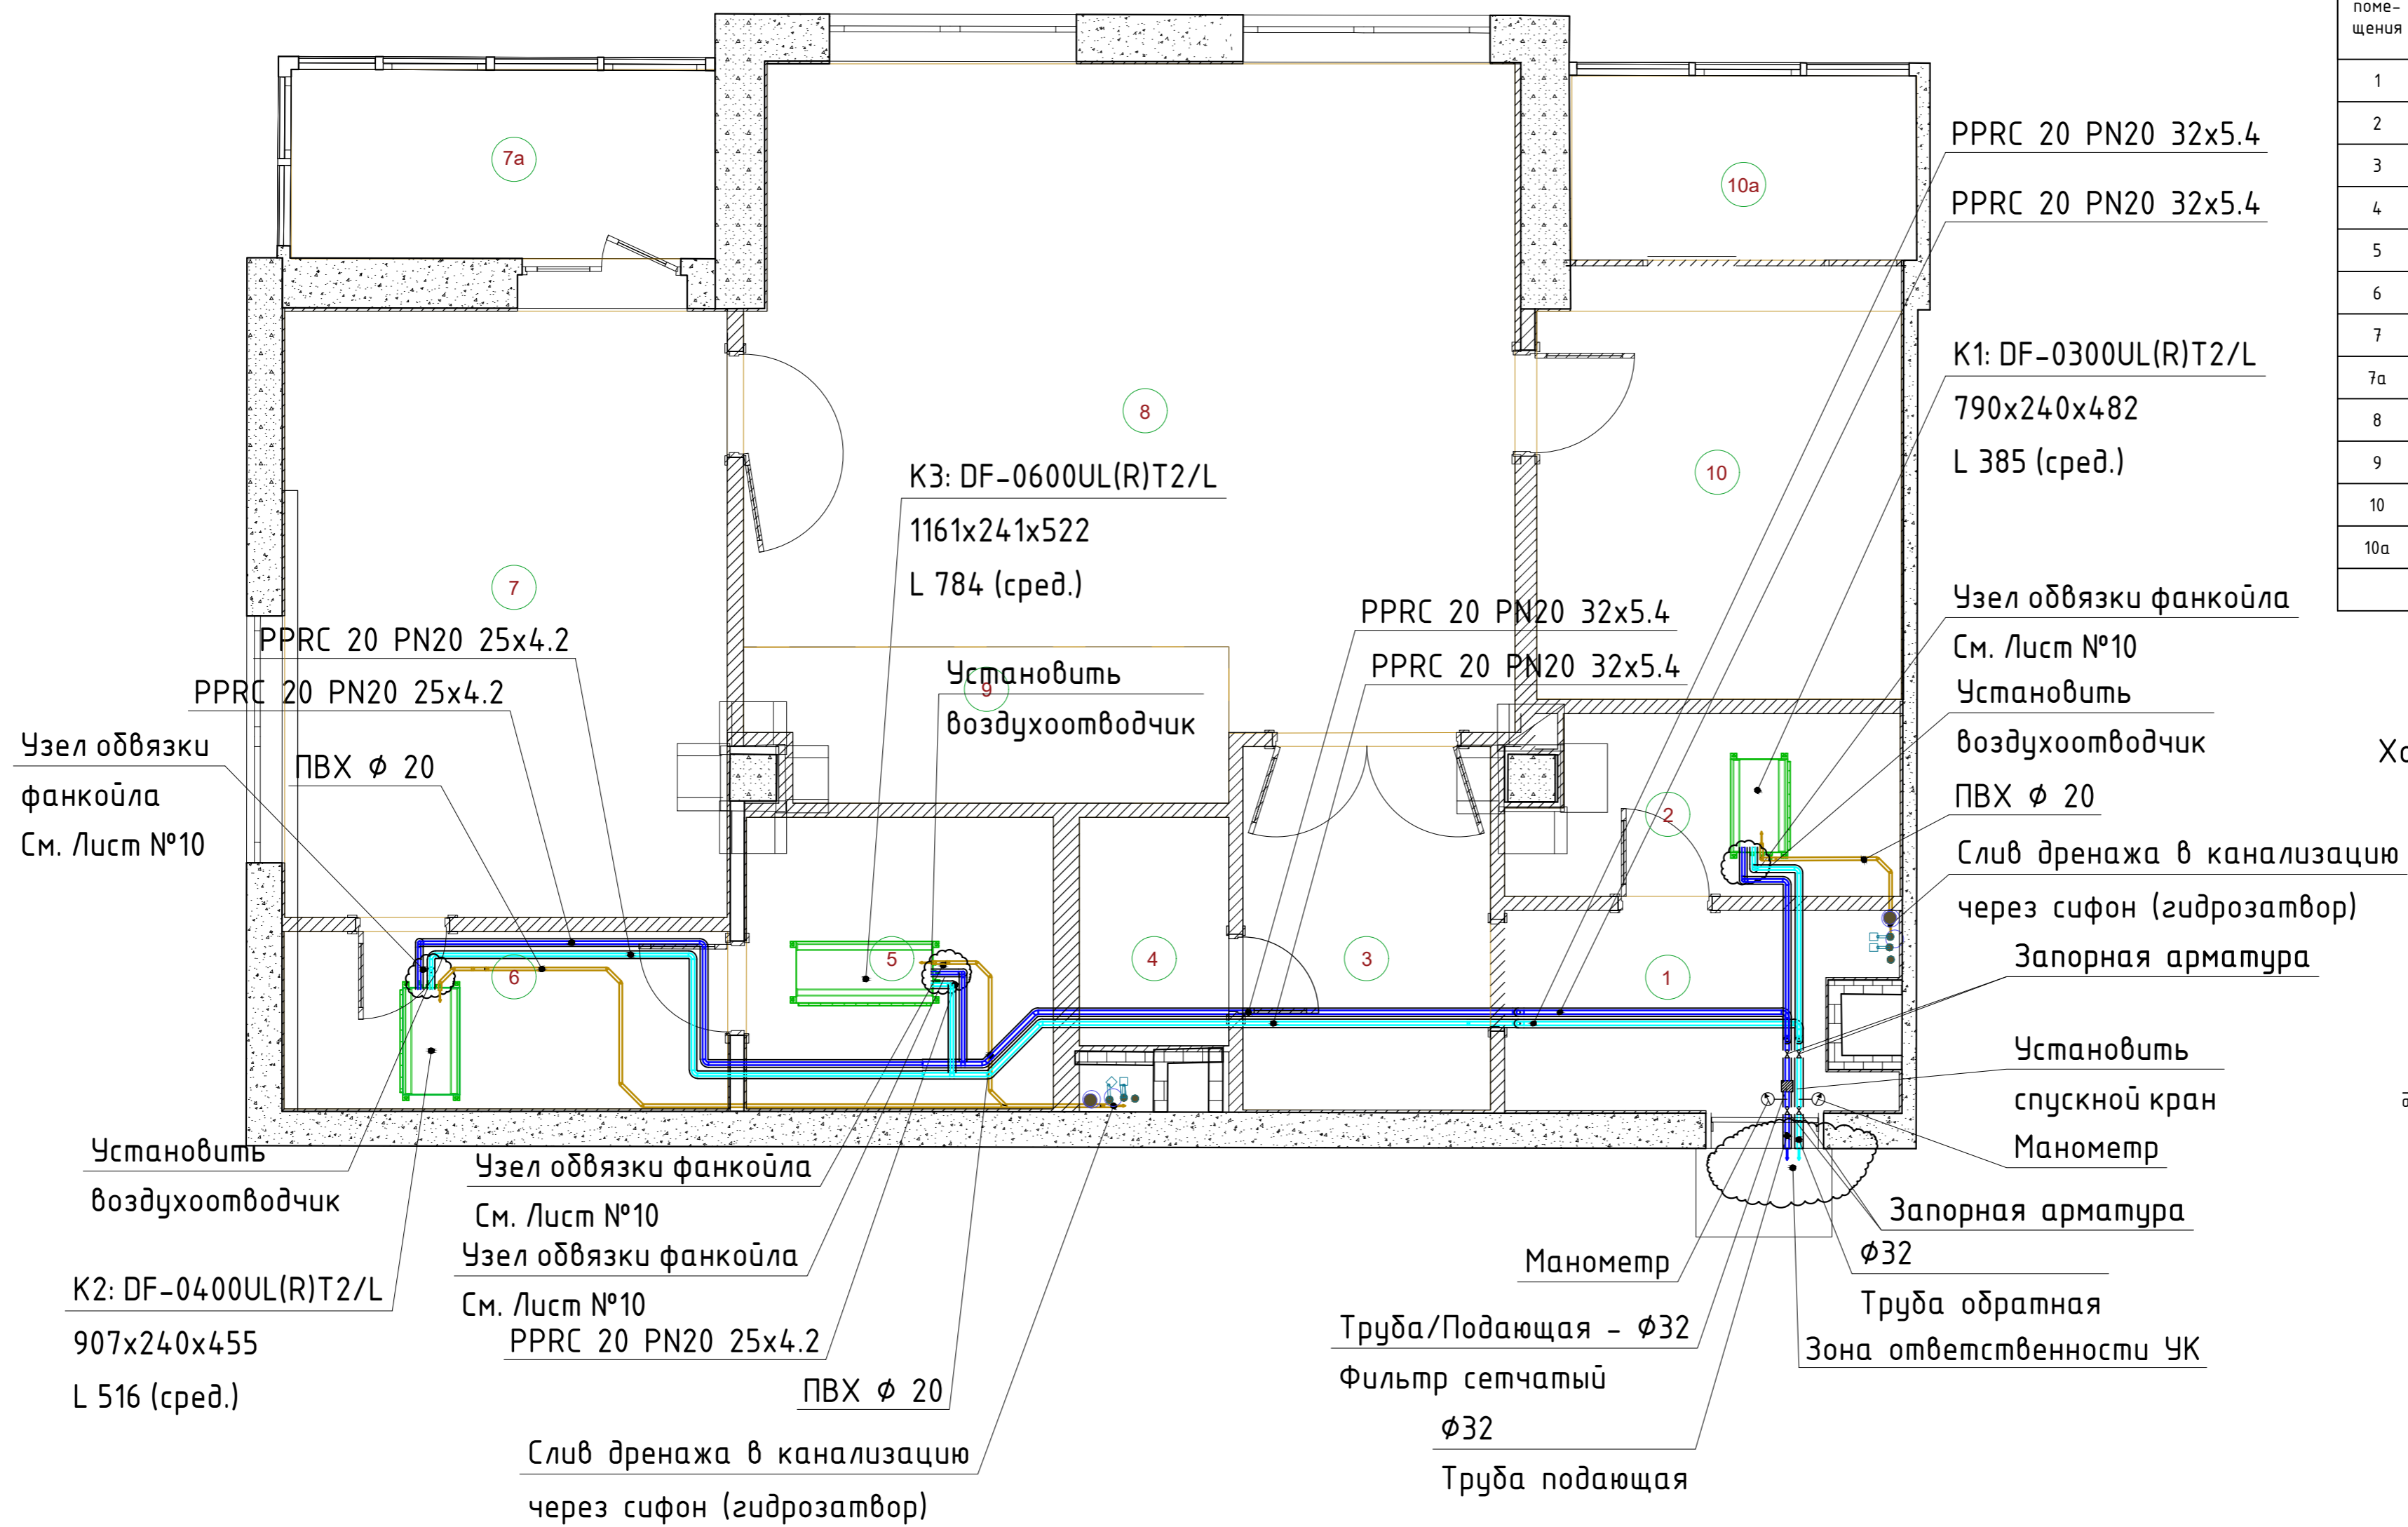 поме-
щения
1
2
3
4
5
6
7
7а
8
9
10
10а
7а
10а
8
10
7
9
2
5
4
3
1
6
PPRC 20 PN20 32x5.4
PPRC 20 PN20 32x5.4
К1: DF-0300UL(R)T2/L
790x240x482
L 385 (сред.)
К3: DF-0600UL(R)T2/L
1161x241x522
L 784 (сред.)
Узел обвязки фанкойла
См. Лист №10
Установить
воздухоотводчик
PPRC 20 PN20 32x5.4
PPRC 20 PN20 32x5.4
Установить
воздухоотводчик
PPRC 20 PN20 25x4.2
PPRC 20 PN20 25x4.2
Узел обвязки
фанкойла
См. Лист №10
ПВХ Ф 20
ПВХ Ф 20
Слив дренажа в канализацию
через сифон (гидрозатвор)
Запорная арматура
Установить
спускной кран
Манометр
Запорная арматура
Ф32
Труба обратная
Зона ответственности УК
Манометр
Труба/Подающая - Ф32
Фильтр сетчатый
Ф32
Труба подающая
Установить
воздухоотводчик
К2: DF-0400UL(R)T2/L
907x240x455
L 516 (сред.)
Узел обвязки фанкойла
См. Лист №10
Узел обвязки фанкойла
См. Лист №10
PPRC 20 PN20 25x4.2
ПВХ Ф 20
Слив дренажа в канализацию
через сифон (гидрозатвор)